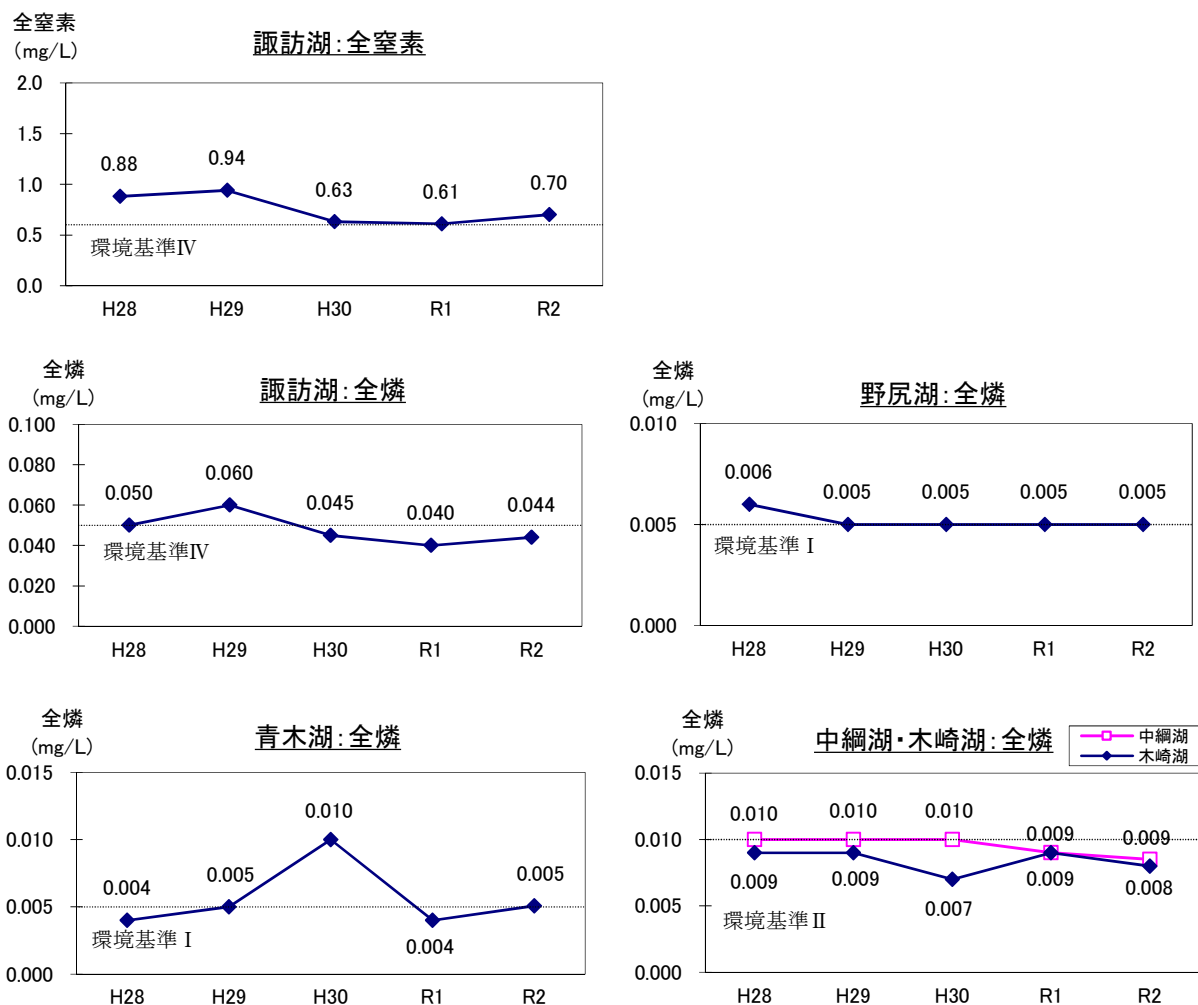 全窒素
(mg/L)
諏訪湖：全窒素
2.0
1.5
1.0
0.5
0.0
0.88
0.94
0.63
0.61
0.70
環境基準Ⅳ
H28 H29 H30 R1 R2
全燐
(mg/L)
諏訪湖：全燐
0.100
0.080
0.060
0.040
0.020
0.000
0.050
0.060
0.045
0.040
0.044
環境基準Ⅳ
H28 H29 H30 R1 R2
全燐
(mg/L)
野尻湖：全燐
0.010
0.005
0.000
0.006
0.005
0.005
0.005
0.005
環境基準Ⅰ
H28 H29 H30 R1 R2
全燐
(mg/L)
青木湖：全燐
0.015
0.010
0.005
0.000
0.004
0.005
0.010
0.004
0.005
環境基準Ⅰ
H28 H29 H30 R1 R2
全燐
(mg/L)
中綱湖・木崎湖：全燐
中綱湖
木崎湖
0.015
0.010
0.005
0.000
0.010
0.010
0.010
0.009
0.009
0.009
0.009
0.007
0.009
0.008
環境基準Ⅱ
H28 H29 H30 R1 R2